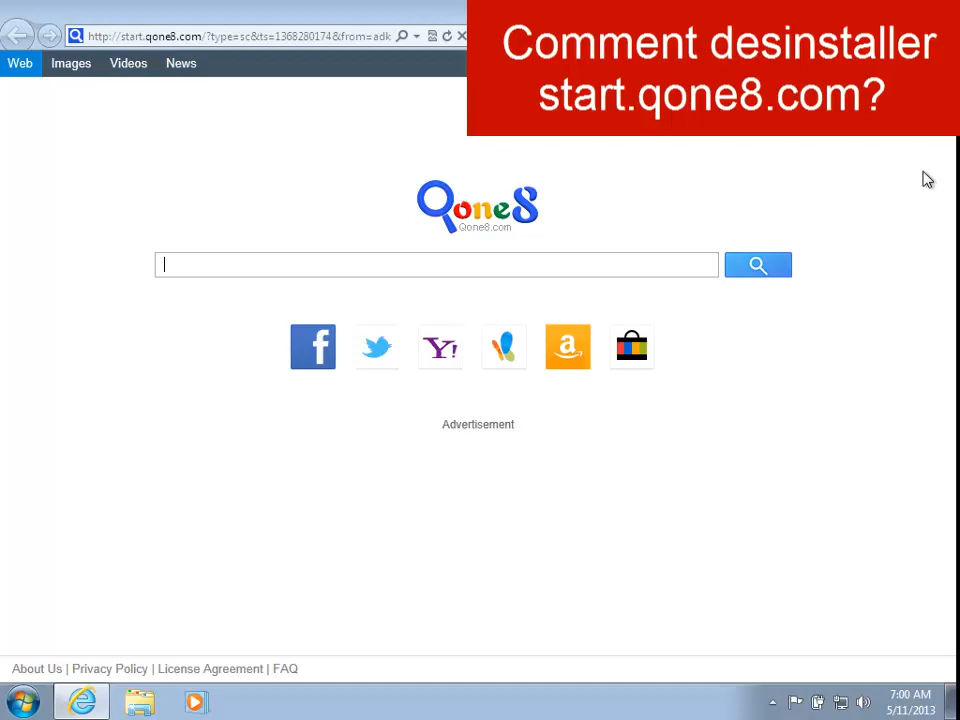 http://start.qone8.com/?type=sc&ts=1368280174&from=adk
Comment desinstaller
start.qone8.com?
Web Images Videos News
Qone8
Qone8.com
f Y! a
Advertisement
About Us | Privacy Policy | License Agreement | FAQ
7:00 AM
5/11/2013